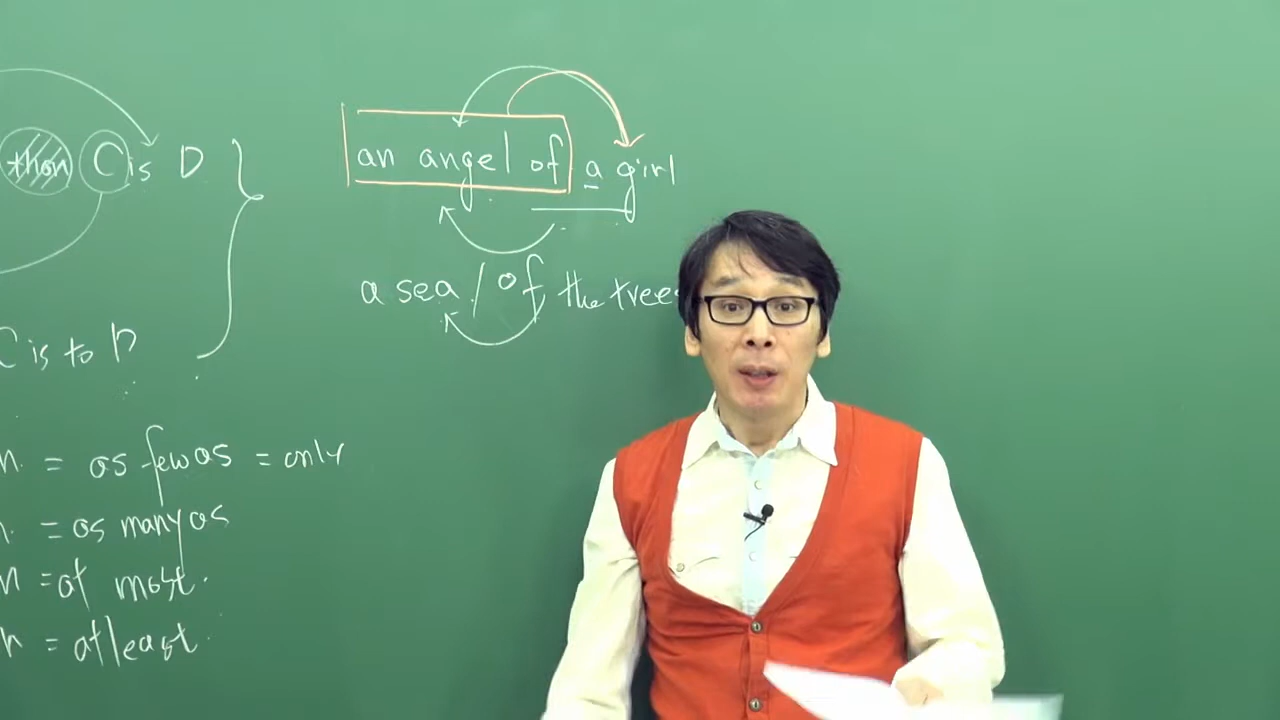 than C is D
an angel of a girl
a sea / of the trees
C is to D
n = as few as = only
= as many as
n = at most.
n = at least.